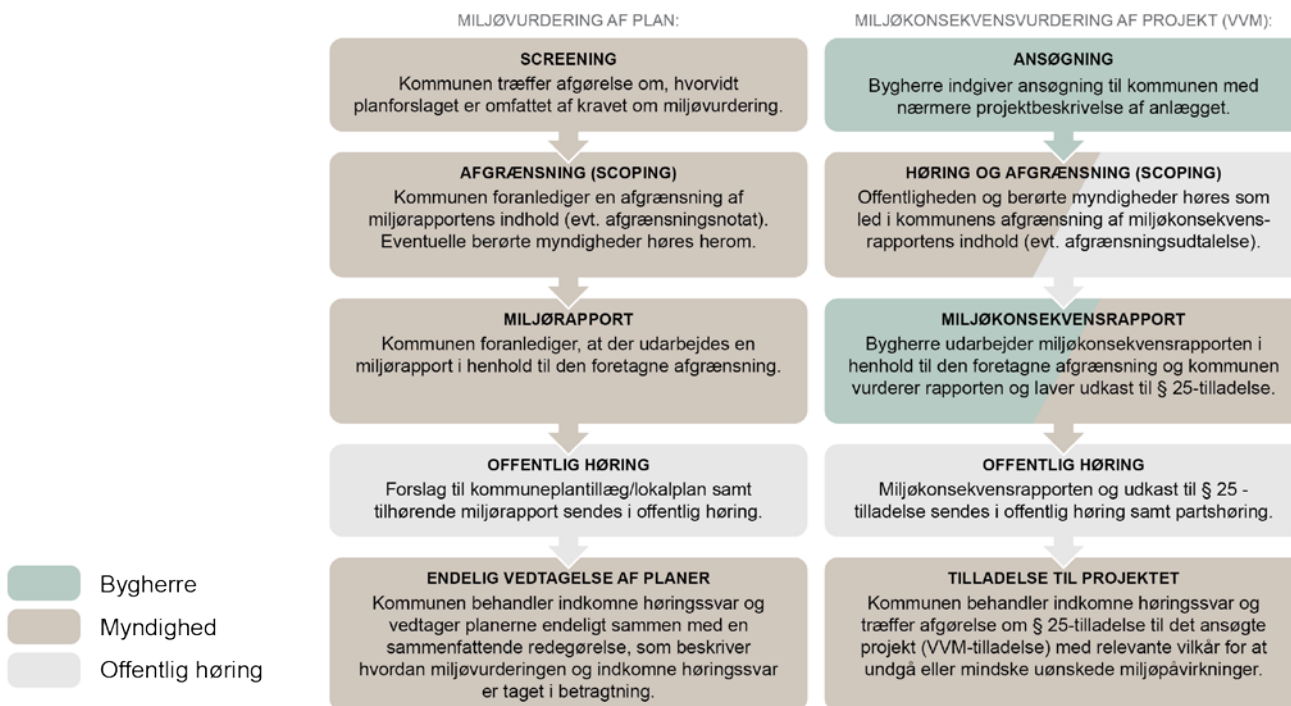 MILJØVURDERING AF PLAN:
SCREENING
Kommunen træffer afgørelse om, hvorvidt
planforslaget er omfattet af kravet om miljøvurdering.
AFGRÆNSNING (SCOPING)
Kommunen foranlediger en afgrænsning af
miljørapportens indhold (evt. afgrænsningsnotat).
Eventuelle berørte myndigheder høres herom.
MILJØRAPPORT
Kommunen foranlediger, at der udarbejdes en
miljørapport i henhold til den foretagne afgrænsning.
OFFENTLIG HØRING
Forslag til kommuneplantillæg/lokalplan samt
tilhørende miljørapport sendes i offentlig høring.
ENDELIG VEDTAGELSE AF PLANER
Kommunen behandler indkomne høringssvar og
vedtager planerne endeligt sammen med en
sammenfattende redegørelse, som beskriver
hvordan miljøvurderingen og indkomne høringssvar
er taget i betragtning.
MILJØKONSEKVENSVURDERING AF PROJEKT (VVM):
ANSØGNING
Bygherre indgiver ansøgning til kommunen med
nærmere projektbeskrivelse af anlægget.
HØRING OG AFGRÆNSNING (SCOPING)
Offentligheden og berørte myndigheder høres som
led i kommunens afgrænsning af miljøkonsekvens-
rapportens indhold (evt. afgrænsningsudtalelse).
MILJØKONSEKVENSRAPPORT
Bygherre udarbejder miljøkonsekvensrapporten i
henhold til den foretagne afgrænsning og kommunen
vurderer rapporten og laver udkast til § 25-tilladelse.
OFFENTLIG HØRING
Miljøkonsekvensrapporten og udkast til § 25 -
tilladelse sendes i offentlig høring samt partshøring.
TILLADELSE TIL PROJEKTET
Kommunen behandler indkomne høringssvar og
træffer afgørelse om § 25-tilladelse til det ansøgte
projekt (VVM-tilladelse) med relevante vilkår for at
undgå eller mindske uønskede miljøpåvirkninger.
Bygherre
Myndighed
Offentlig høring